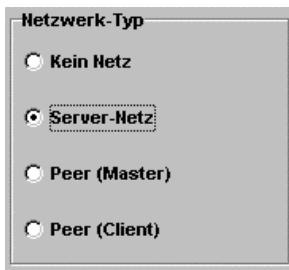 Netzwerk-Typ
Kein Netz
Server-Netz
Peer (Master)
Peer (Client)